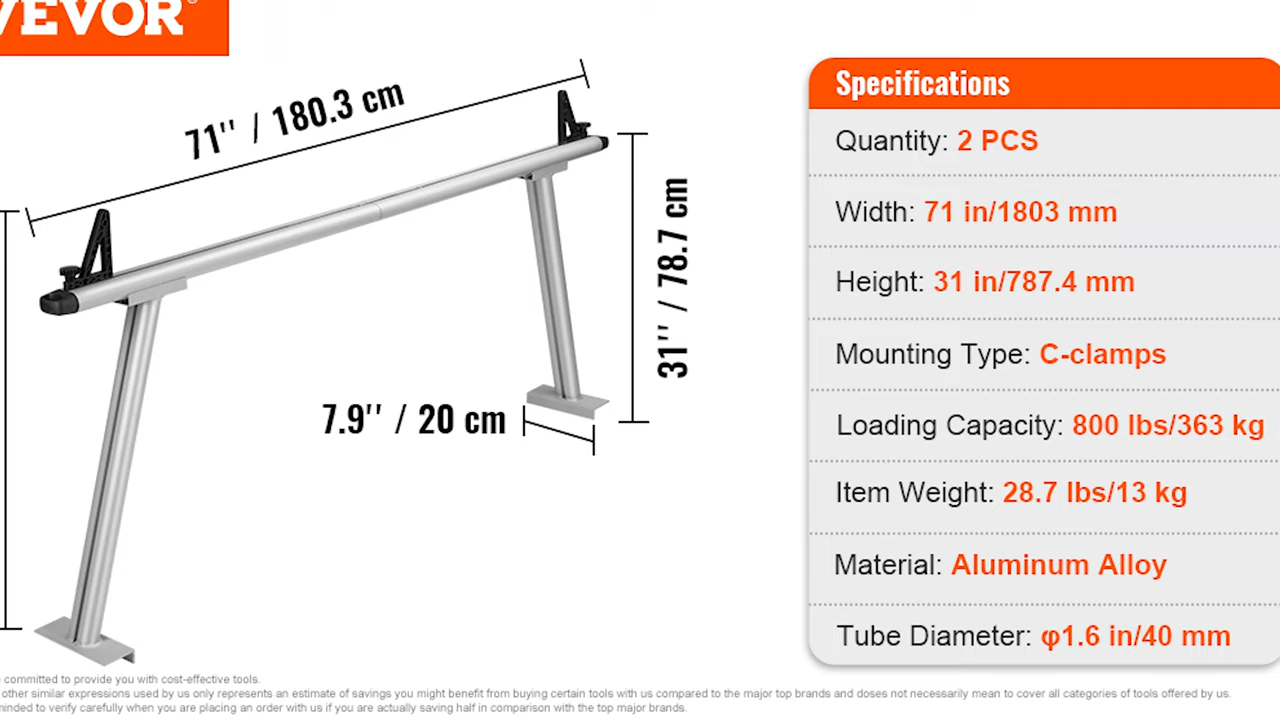 VEVOR®
71'' / 180.3 cm
31'' / 78.7 cm
7.9'' / 20 cm
Specifications
Quantity: 2 PCS
Width: 71 in/1803 mm
Height: 31 in/787.4 mm
Mounting Type: C-clamps
Loading Capacity: 800 lbs/363 kg
Item Weight: 28.7 lbs/13 kg
Material: Aluminum Alloy
Tube Diameter: φ1.6 in/40 mm
committed to provide you with cost-effective tools.
other similar expressions used by us only represents an estimate of savings you might benefit from buying certain tools with us compared to the major top brands and doses not necessarily mean to cover all categories of tools offered by us.
minded to verify carefully when you are placing an order with us if you are actually saving half in comparison with the top major brands.